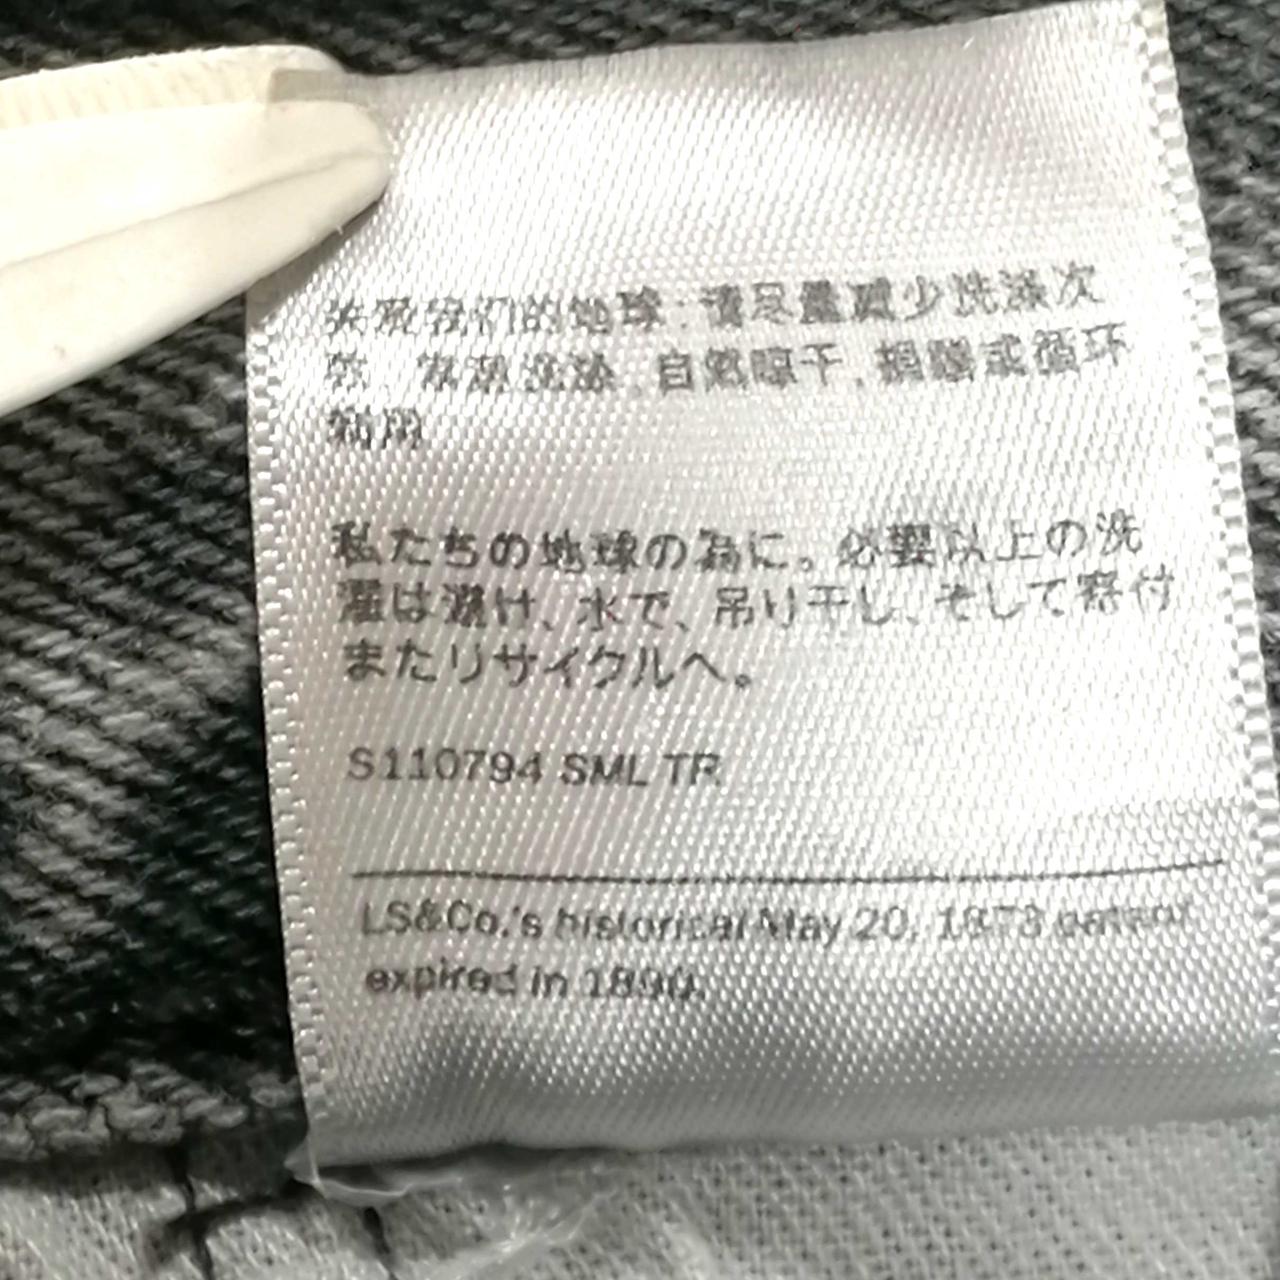 关爱我们的地球.请尽量减少洗涤次
数.常温洗涤.自然晾干.捐赠或循环
利用
私たちの地球の為に。必要以上の洗
濯は避け、水で、吊り干し、そして寄付
またリサイクルへ。
S110794 SML TR
LS&Co.'s historical May 20, 1873 patent
expired in 1890.